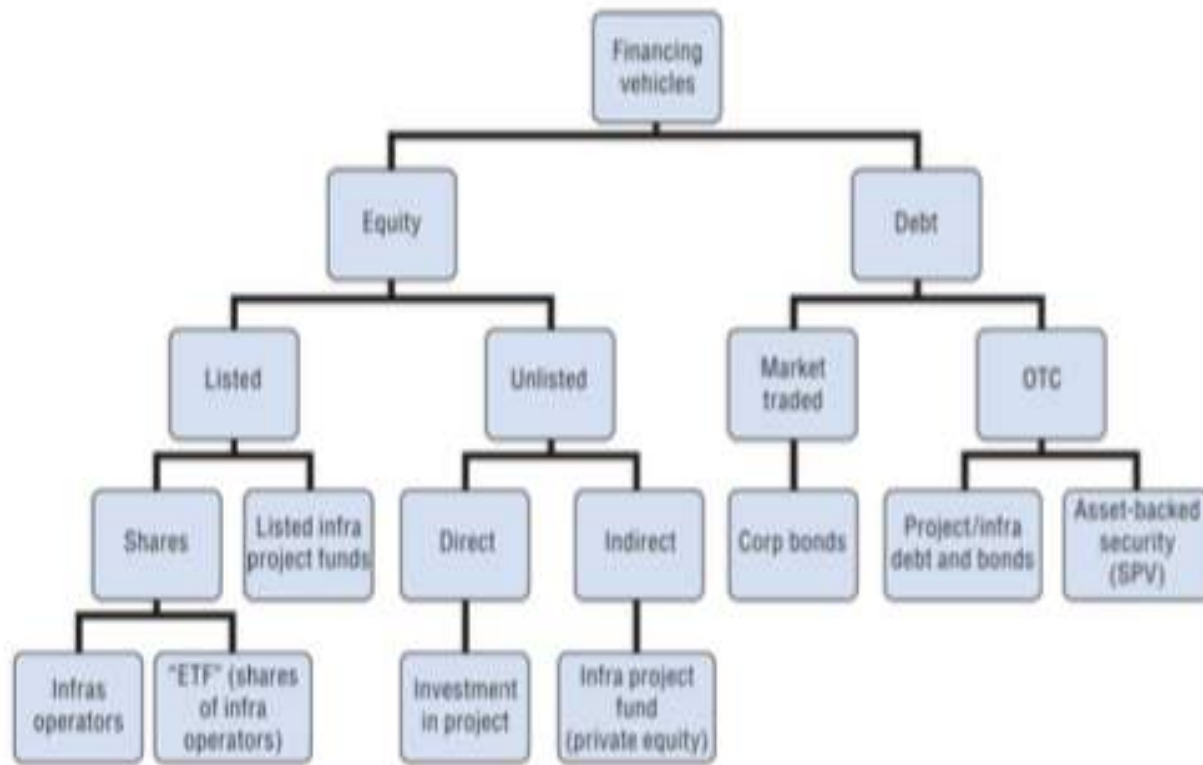 Financing
vehicles
Equity
Debt
Listed
Unlisted
Market
traded
OTC
Shares
Listed infra
project funds
Direct
Indirect
Corp bonds
Project/infra
debt and bonds
Asset-backed
security
(SPV)
Infras
operators
"ETF" (shares
of infra
operators)
Investment
in project
Infra project
fund
(private equity)